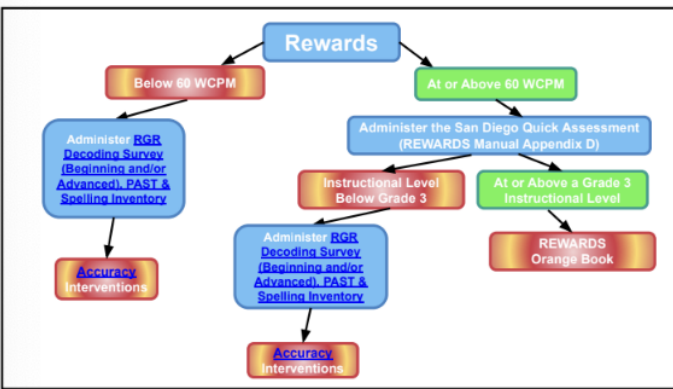 Rewards
Below 60 WCPM
At or Above 60 WCPM
Administer RGR
Decoding Survey
(Beginning and/or
Advanced), PAST &
Spelling Inventory
Administer the San Diego Quick Assessment
(REWARDS Manual Appendix D)
Instructional Level
Below Grade 3
At or Above a Grade 3
Instructional Level
Administer RGR
Decoding Survey
(Beginning and/or
Advanced), PAST &
Spelling Inventory
REWARDS
Orange Book
Accuracy
Interventions
Accuracy
Interventions